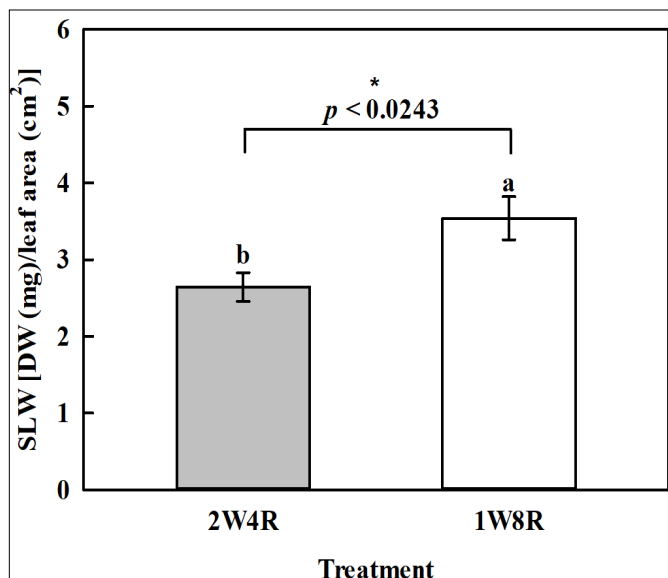 SLW [DW (mg)/leaf area (cm²)]
6
5
4
3
2
1
0
*
p < 0.0243
b
a
2W4R
1W8R
Treatment